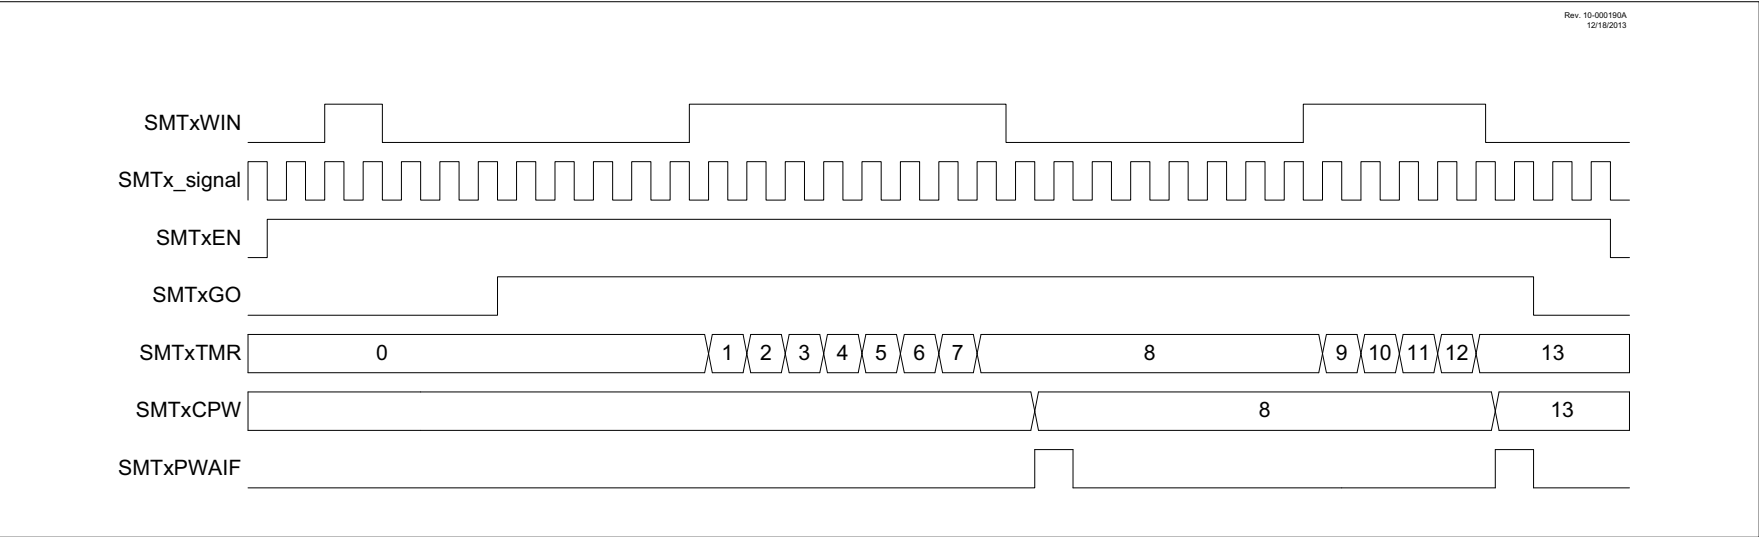 Rev. 10-000190A
12/18/2013
SMTxWIN
SMTx_signal
SMTxEN
SMTxGO
SMTxTMR 0 1 2 3 4 5 6 7 8 9 10 11 12 13
SMTxCPW 8 13
SMTxPWAIF